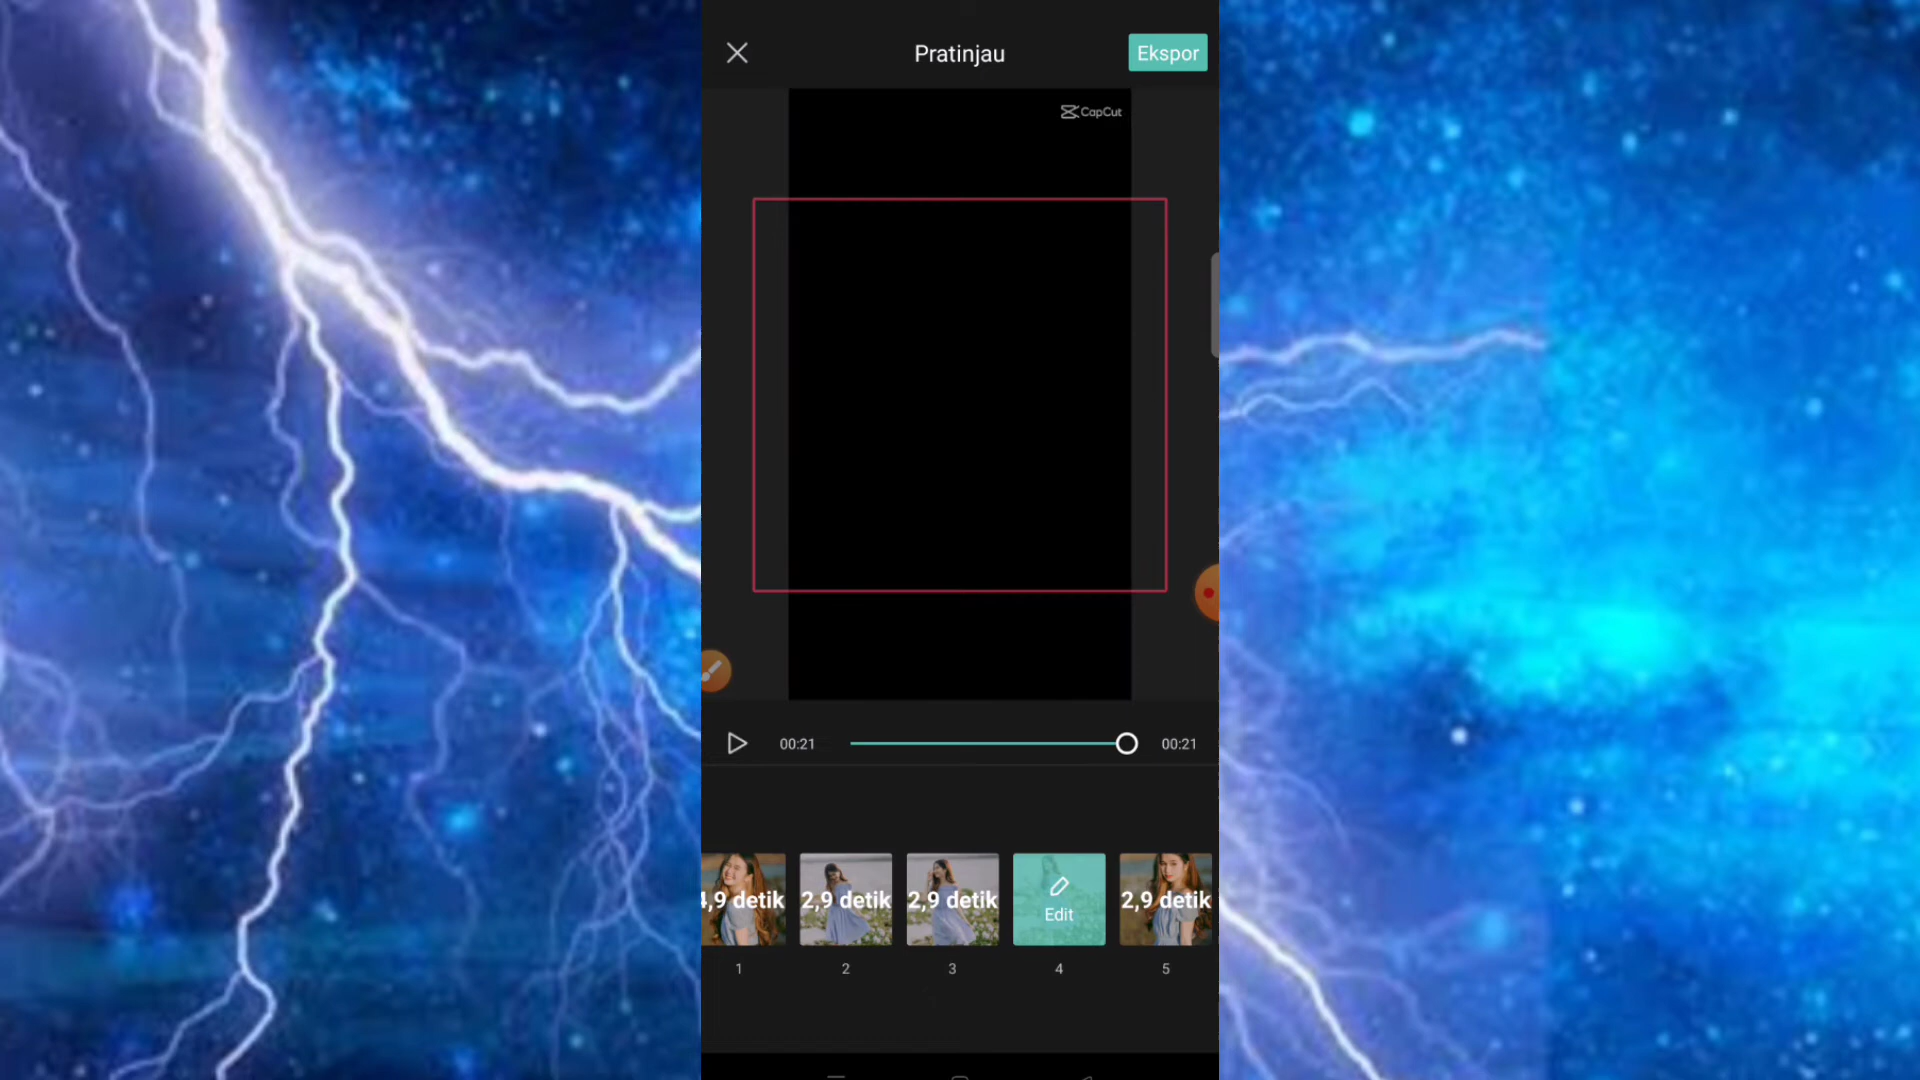 Pratinjau
Ekspor
CapCut
00:21
00:21
4,9 detik
2,9 detik
2,9 detik
Edit
2,9 detik
1
2
3
4
5